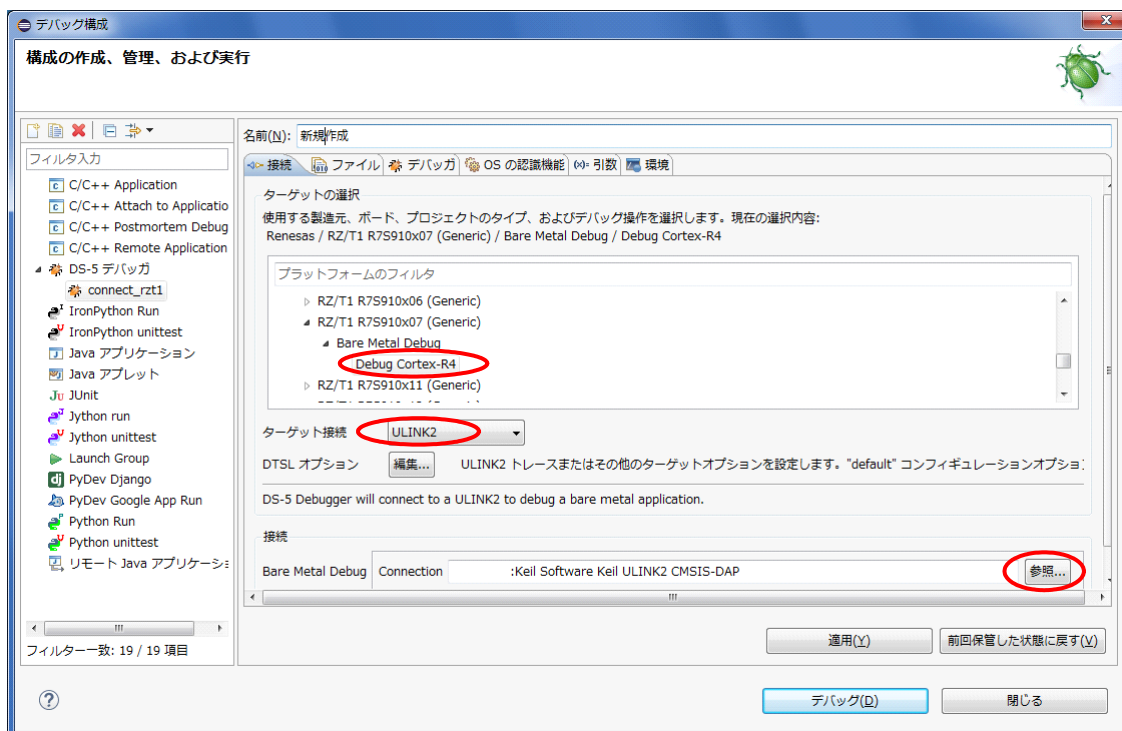 デバッグ構成
構成の作成、管理、および実行
フィルタ入力
C/C++ Application
C/C++ Attach to Applicatio
C/C++ Postmortem Debug
C/C++ Remote Application
DS-5 デバッガ
connect_rzt1
IronPython Run
IronPython unittest
Java アプリケーション
Java アプレット
JUnit
Jython run
Jython unittest
Launch Group
PyDev Django
PyDev Google App Run
Python Run
Python unittest
リモート Java アプリケーシ
フィルター一致: 19 / 19 項目
名前(N): 新規作成
接続 ファイル デバッガ OS の認識機能 (x)= 引数 環境
ターゲットの選択
使用する製造元、ボード、プロジェクトのタイプ、およびデバッグ操作を選択します。現在の選択内容:
Renesas / RZ/T1 R7S910x07 (Generic) / Bare Metal Debug / Debug Cortex-R4
プラットフォームのフィルタ
RZ/T1 R7S910x06 (Generic)
RZ/T1 R7S910x07 (Generic)
Bare Metal Debug
Debug Cortex-R4
RZ/T1 R7S910x11 (Generic)
ターゲット接続 ULINK2
DTSL オプション 編集... ULINK2 トレースまたはその他のターゲットオプションを設定します。"default" コンフィギュレーションオプショ
DS-5 Debugger will connect to a ULINK2 to debug a bare metal application.
接続
Bare Metal Debug Connection :Keil Software Keil ULINK2 CMSIS-DAP 参照...
適用(Y) 前回保管した状態に戻す(V)
デバッグ(D) 閉じる